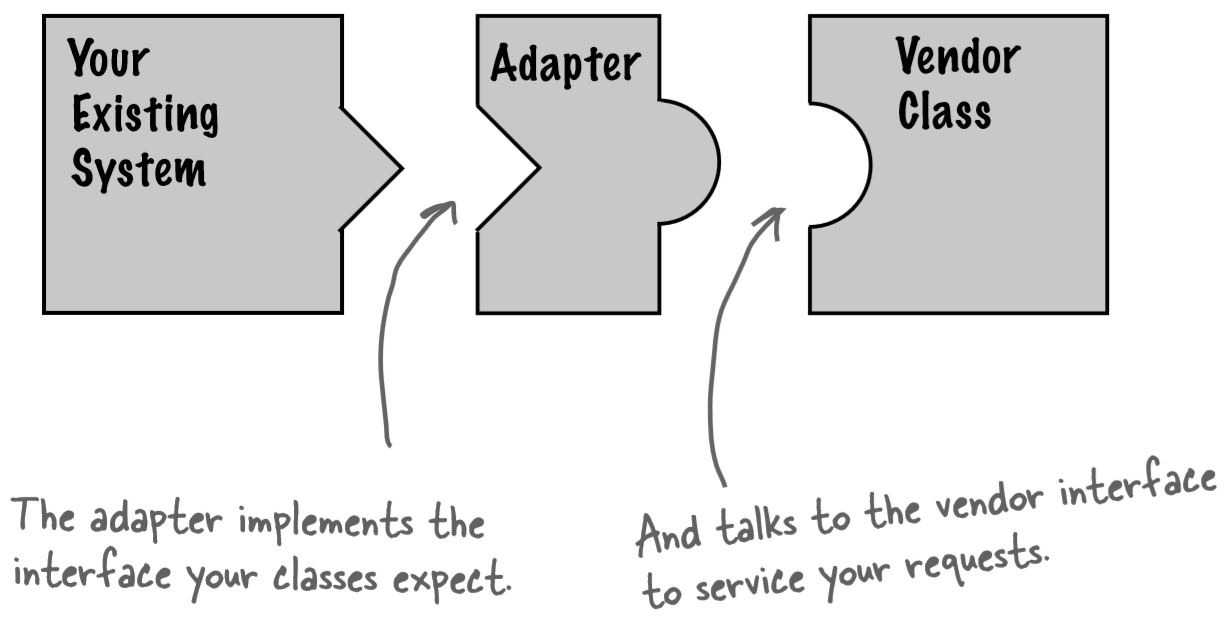 Your
Existing
System
Adapter
Vendor
Class
The adapter implements the
interface your classes expect.
And talks to the vendor interface
to service your requests.